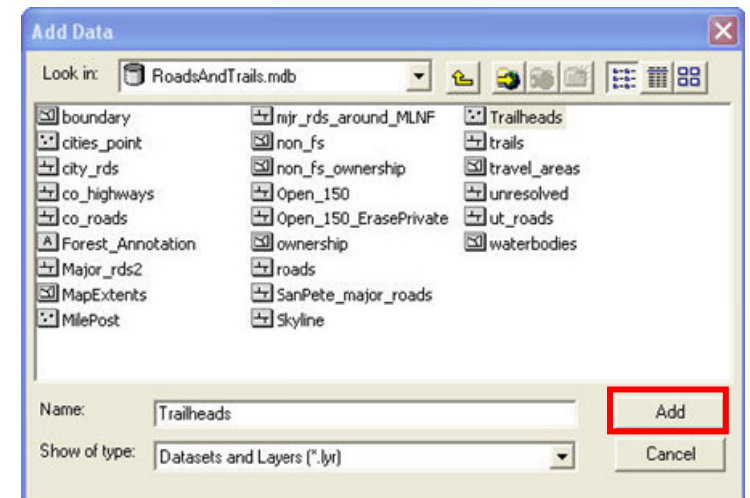 Add Data
Look in: RoadsAndTrails.mdb
boundary
cities_point
city_rds
co_highways
co_roads
A Forest_Annotation
Major_rds2
MapExtents
MilePost
mjr_rds_around_MLNF
non_fs
non_fs_ownership
Open_150
Open_150_ErasePrivate
ownership
roads
SanPete_major_roads
Skyline
Trailheads
trails
travel_areas
unresolved
ut_roads
waterbodies
Name: Trailheads Add
Show of type: Datasets and Layers (*.lyr) Cancel